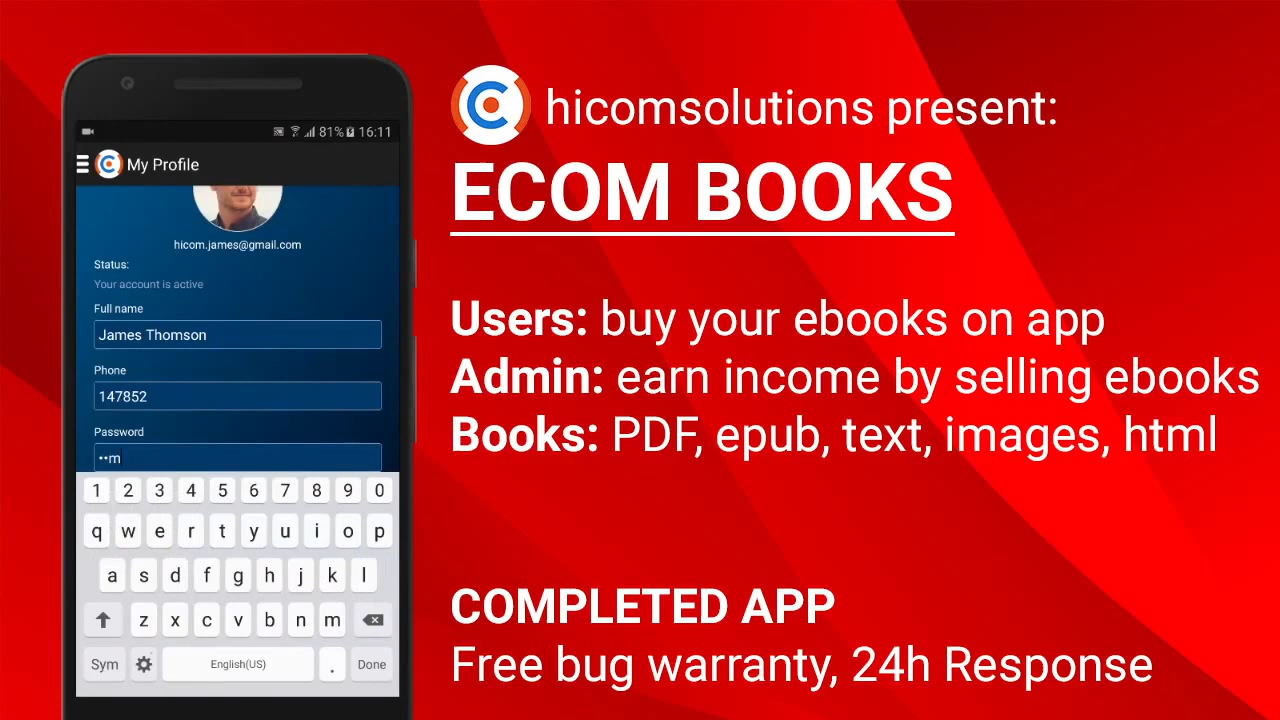 81% 16:11
My Profile
hicom.james@gmail.com
Status:
Your account is active
Full name
James Thomson
Phone
147852
Password
••m
1 2 3 4 5 6 7 8 9 0
q w e r t y u i o p
a s d f g h j k l
z x c v b n m
Sym English(US) . Done
hicomsolutions present:
ECOM BOOKS
Users: buy your ebooks on app
Admin: earn income by selling ebooks
Books: PDF, epub, text, images, html
COMPLETED APP
Free bug warranty, 24h Response